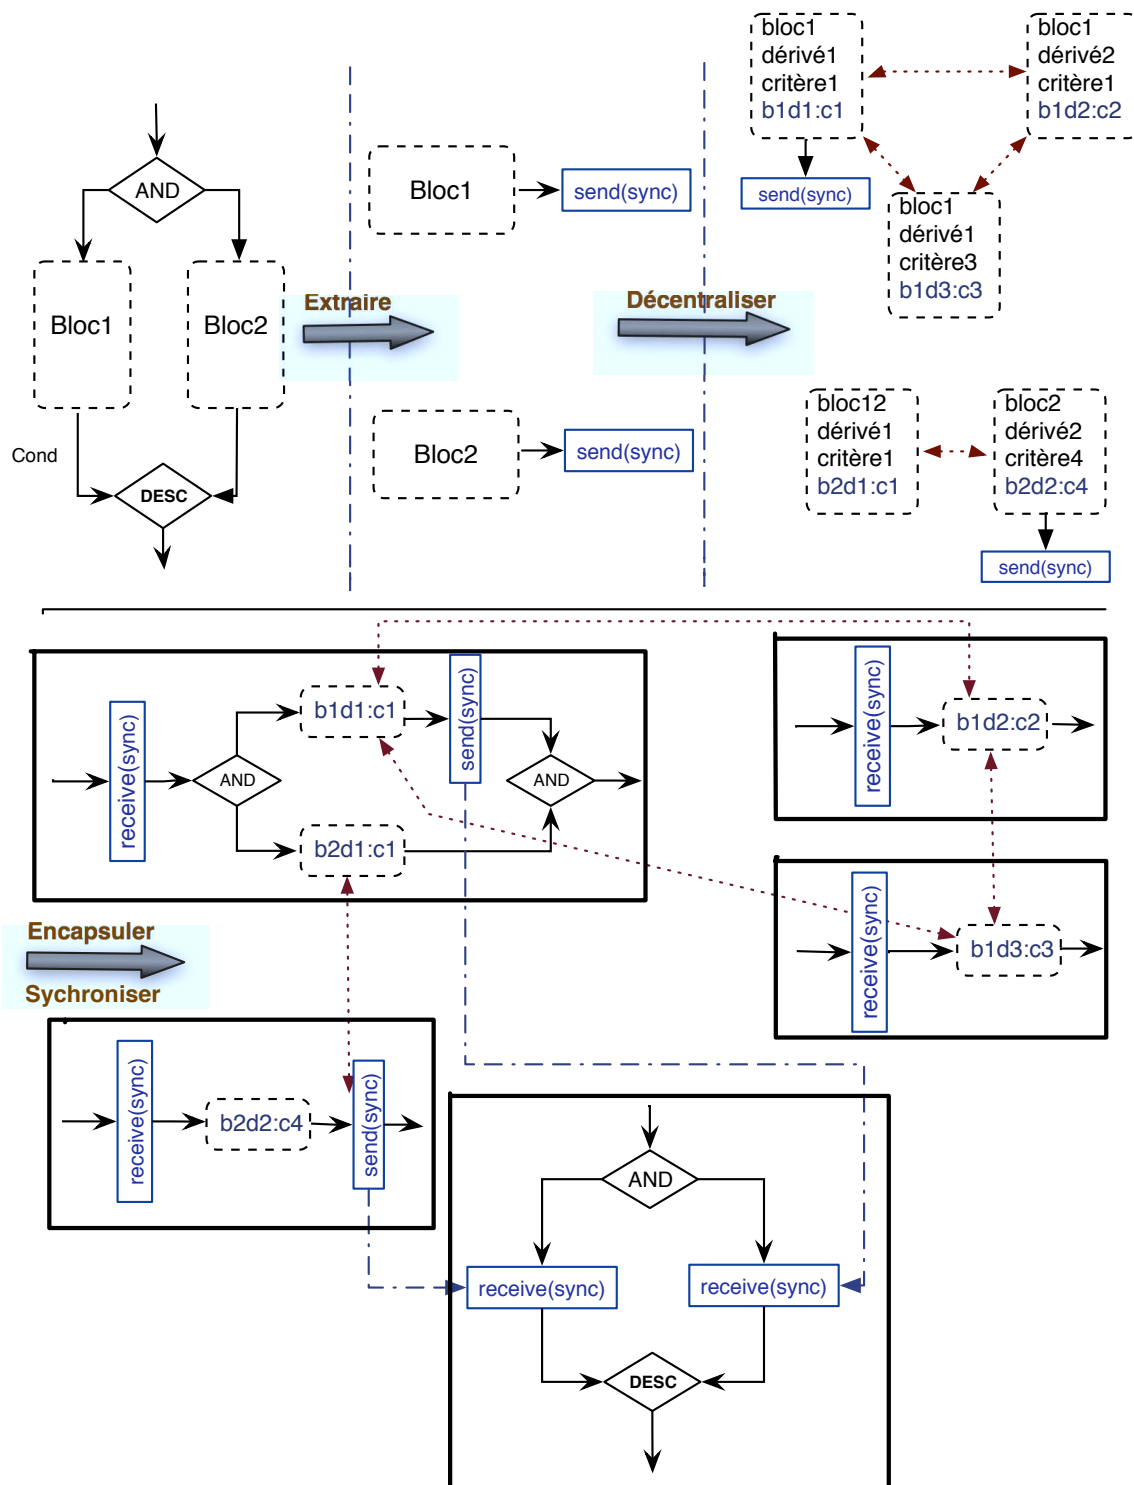 bloc1
dérivé1
critère1
b1d1:c1
bloc1
dérivé2
critère1
b1d2:c2
AND
Bloc1
send(sync)
send(sync)
bloc1
dérivé1
critère3
b1d3:c3
Bloc1
Bloc2
Extraire
Décentraliser
Cond
DESC
Bloc2
send(sync)
bloc12
dérivé1
critère1
b2d1:c1
bloc2
dérivé2
critère4
b2d2:c4
send(sync)
receive(sync)
AND
b1d1:c1
send(sync)
AND
b2d1:c1
receive(sync)
b1d2:c2
receive(sync)
b1d3:c3
Encapsuler
Sychroniser
receive(sync)
b2d2:c4
send(sync)
AND
receive(sync)
receive(sync)
DESC